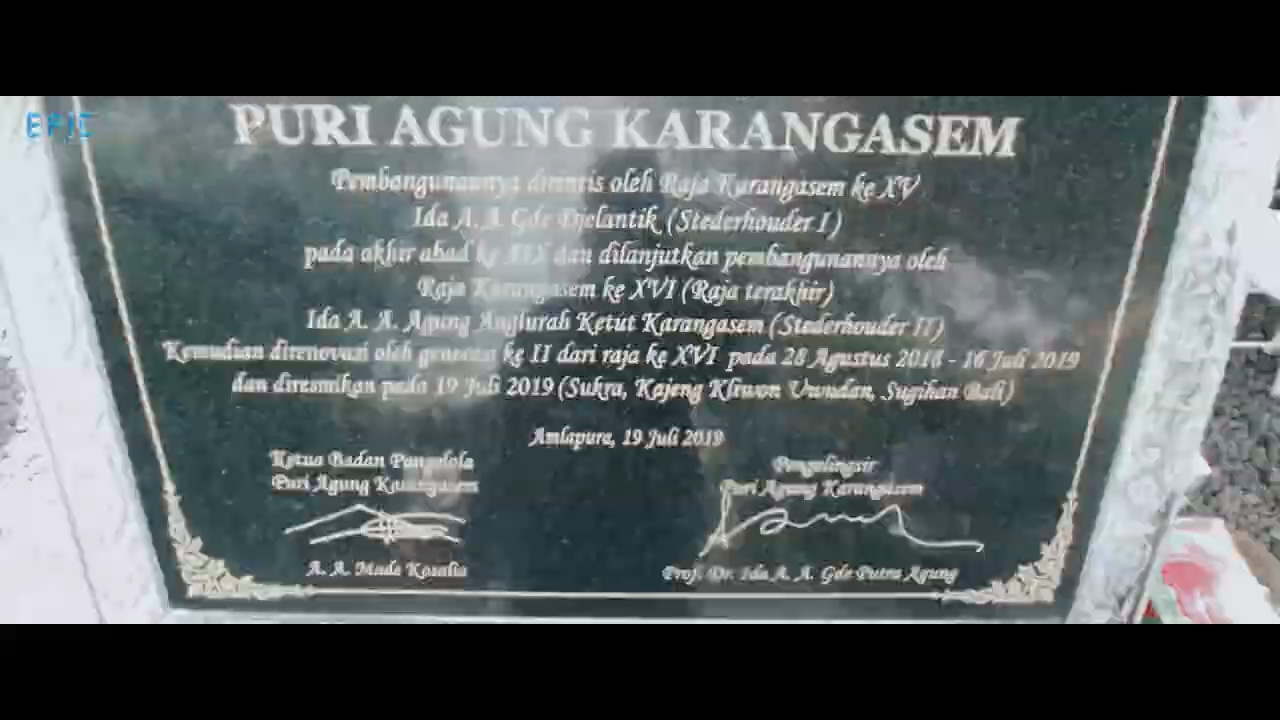 EPIC
PURI AGUNG KARANGASEM
Pembangunannya dirintis oleh Raja Karangasem ke XV
Ida A. A. Gde Djelantik (Stederhouder I)
pada akhir abad ke XIX dan dilanjutkan pembangunannya oleh
Raja Karangasem ke XVI (Raja terakhir)
Ida A. A. Agung Anglurah Ketut Karangasem (Stederhouder II)
Kemudian direnovasi oleh generasi ke II dari raja ke XVI pada 28 Agustus 2018 - 16 Juli 2019
dan diresmikan pada 19 Juli 2019 (Sukra, Kajeng Kliwon Uwudan, Sugihan Bali)
Amlapura, 19 Juli 2019
Ketua Badan Pengelola
Puri Agung Karangasem
A. A. Made Kosalia
Pengelingsir
Puri Agung Karangasem
Prof. Dr. Ida A. A. Gde Putra Agung